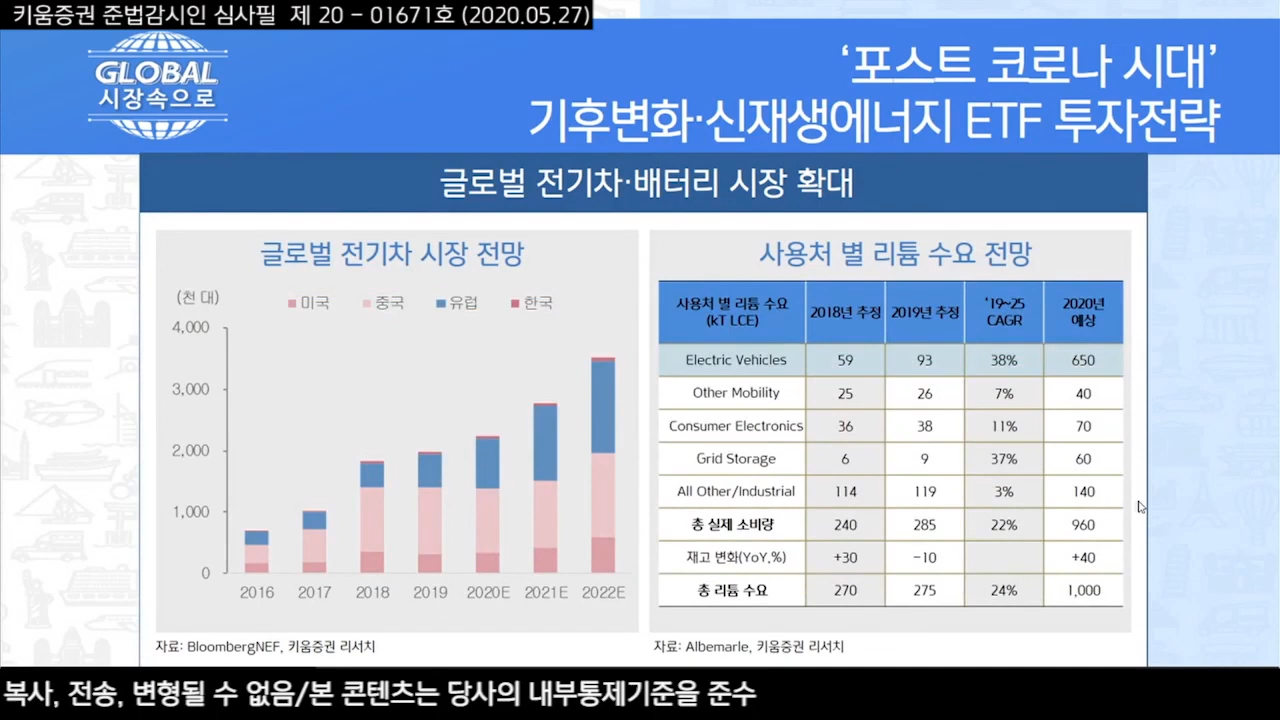 키움증권 준법감시인 심사필 제 20 - 01671호 (2020.05.27)
GLOBAL
시장속으로
‘포스트 코로나 시대’
기후변화·신재생에너지 ETF 투자전략
글로벌 전기차·배터리 시장 확대
글로벌 전기차 시장 전망
(천 대)
미국 중국 유럽 한국
4,000
3,000
2,000
1,000
0
2016 2017 2018 2019 2020E 2021E 2022E
자료: BloombergNEF, 키움증권 리서치
사용처 별 리튬 수요 전망
사용처 별 리튬 수요 (kT LCE) 2018년 추정 2019년 추정 ‘19~25 CAGR 2020년 예상
Electric Vehicles 59 93 38% 650
Other Mobility 25 26 7% 40
Consumer Electronics 36 38 11% 70
Grid Storage 6 9 37% 60
All Other/Industrial 114 119 3% 140
총 실제 소비량 240 285 22% 960
재고 변화(YoY,%) +30 -10 +40
총 리튬 수요 270 275 24% 1,000
자료: Albemarle, 키움증권 리서치
복사, 전송, 변형될 수 없음/본 콘텐츠는 당사의 내부통제기준을 준수